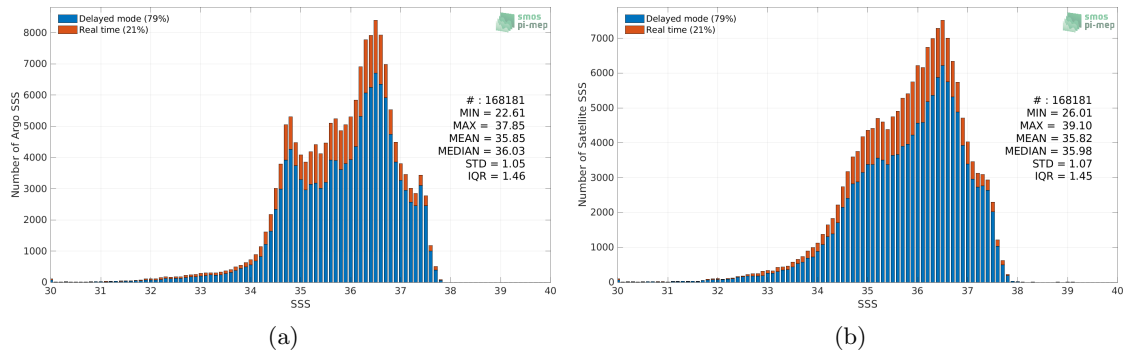 Delayed mode (79%)
Real time (21%)
smos
pi-mep
8000
7000
6000
5000
4000
3000
2000
1000
0
Number of Argo SSS
# : 168181
MIN = 22.61
MAX = 37.85
MEAN = 35.85
MEDIAN = 36.03
STD = 1.05
IQR = 1.46
30 31 32 33 34 35 36 37 38 39 40
SSS
(a)
Delayed mode (79%)
Real time (21%)
smos
pi-mep
7000
6000
5000
4000
3000
2000
1000
0
Number of Satellite SSS
# : 168181
MIN = 26.01
MAX = 39.10
MEAN = 35.82
MEDIAN = 35.98
STD = 1.07
IQR = 1.45
30 31 32 33 34 35 36 37 38 39 40
SSS
(b)